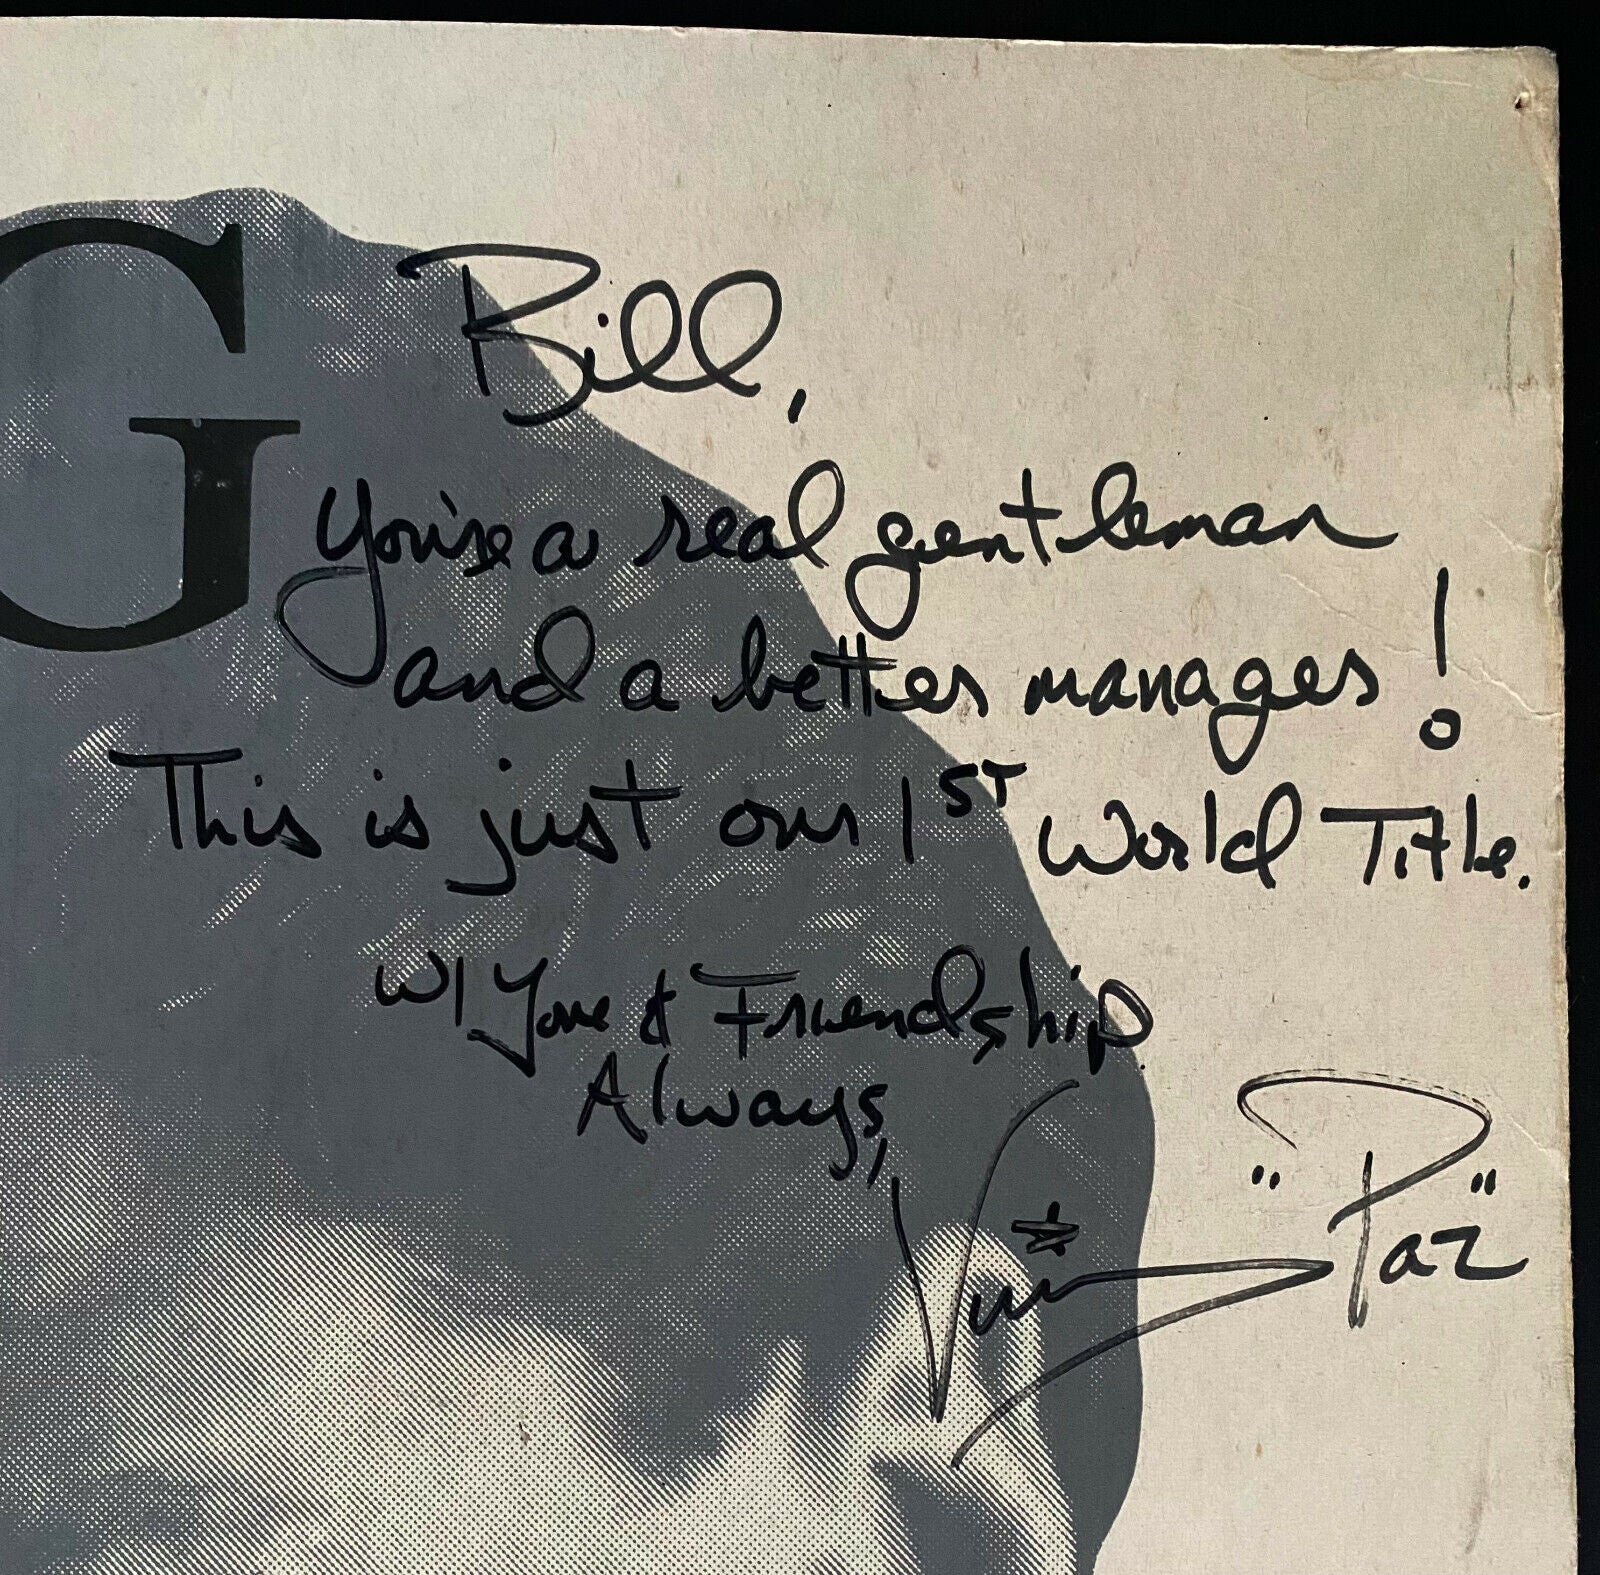 G
Bill,
You're a real gentleman
and a better manager!
This is just our 1ST World Title.
w/ Love & Friendship
Always,
Vin "Paz"